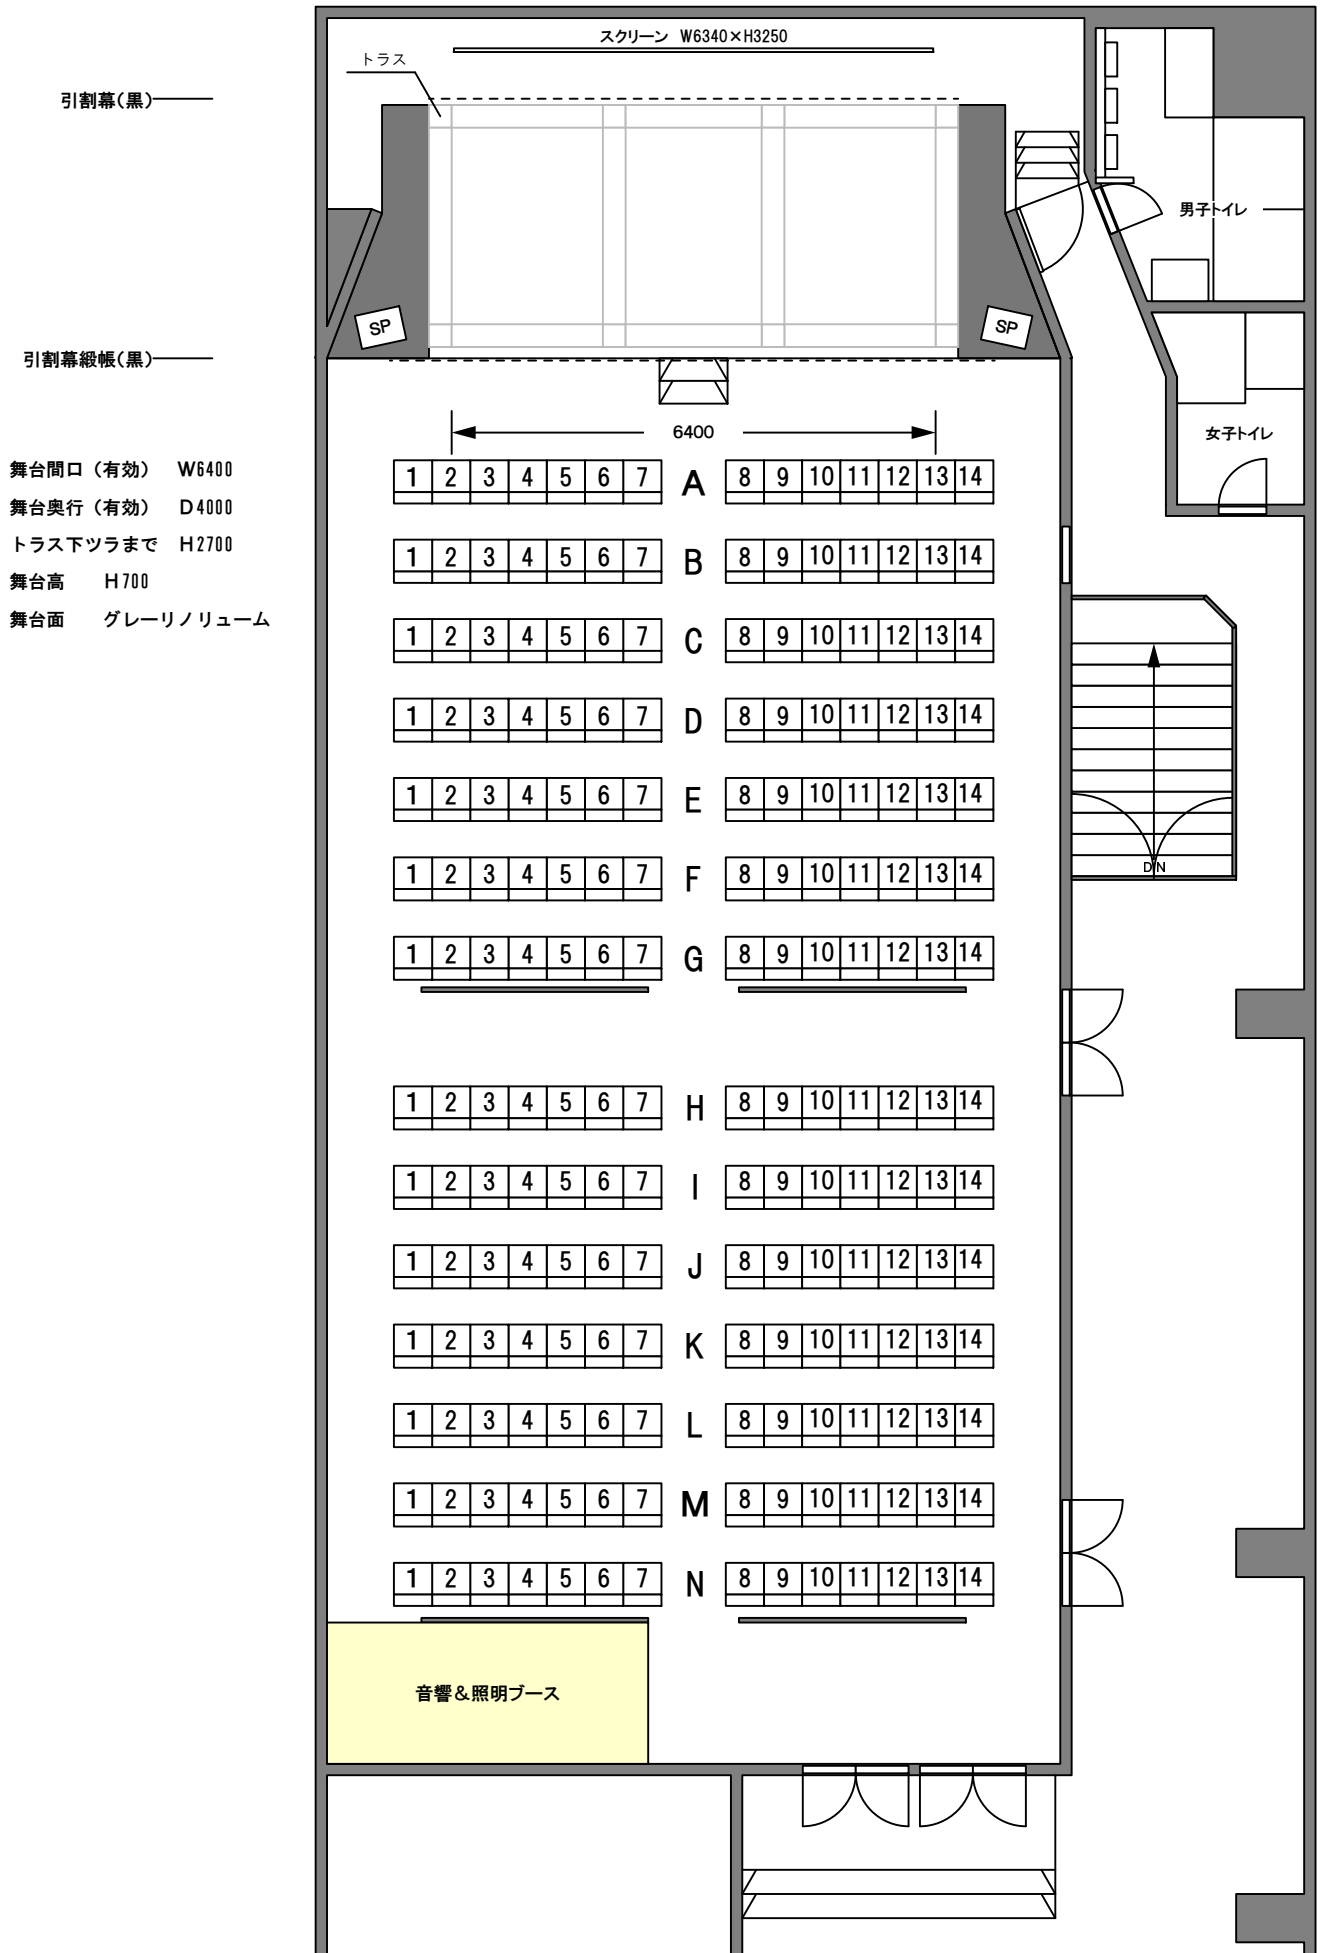 スクリーン W6340×H3250
トラス
引割幕(黒)
男子トイレ
SP SP
引割幕緞帳(黒)
6400
女子トイレ
舞台間口（有効） W6400
舞台奥行（有効） D4000
トラス下ツラまで H2700
舞台高 H700
舞台面 グレーリノリューム
1 2 3 4 5 6 7 A 8 9 10 11 12 13 14
1 2 3 4 5 6 7 B 8 9 10 11 12 13 14
1 2 3 4 5 6 7 C 8 9 10 11 12 13 14
1 2 3 4 5 6 7 D 8 9 10 11 12 13 14
1 2 3 4 5 6 7 E 8 9 10 11 12 13 14
1 2 3 4 5 6 7 F 8 9 10 11 12 13 14
DN
1 2 3 4 5 6 7 G 8 9 10 11 12 13 14
1 2 3 4 5 6 7 H 8 9 10 11 12 13 14
1 2 3 4 5 6 7 I 8 9 10 11 12 13 14
1 2 3 4 5 6 7 J 8 9 10 11 12 13 14
1 2 3 4 5 6 7 K 8 9 10 11 12 13 14
1 2 3 4 5 6 7 L 8 9 10 11 12 13 14
1 2 3 4 5 6 7 M 8 9 10 11 12 13 14
1 2 3 4 5 6 7 N 8 9 10 11 12 13 14
音響＆照明ブース